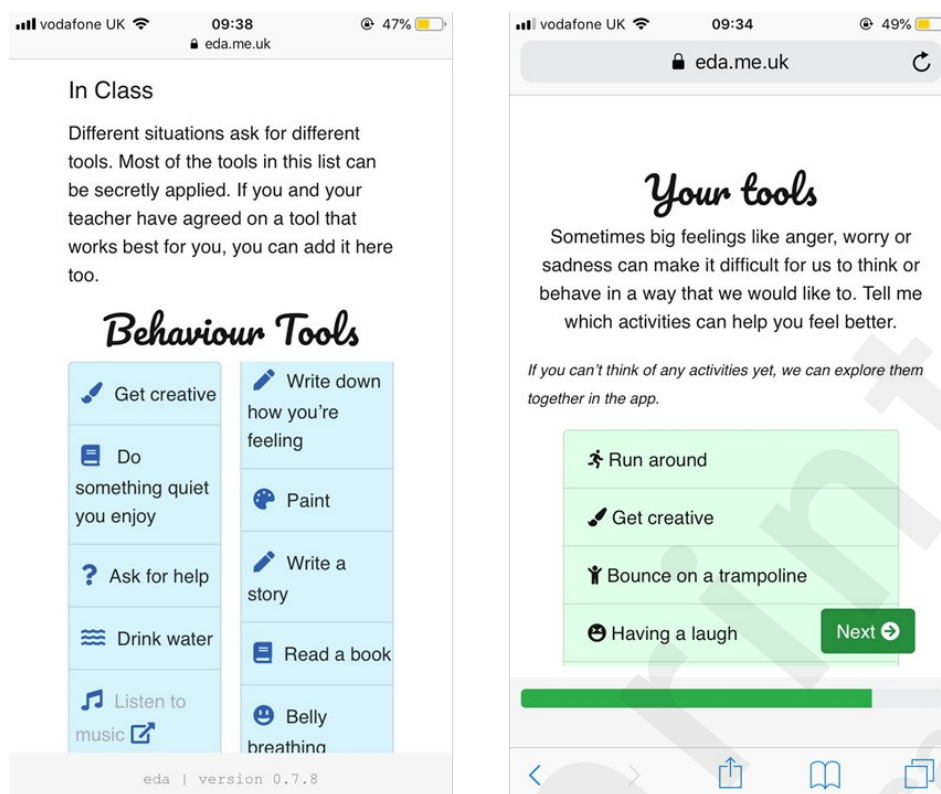 vodafone UK 09:38 47%
eda.me.uk
In Class
Different situations ask for different
tools. Most of the tools in this list can
be secretly applied. If you and your
teacher have agreed on a tool that
works best for you, you can add it here
too.
Behaviour Tools
Get creative
Do
something quiet
you enjoy
Ask for help
Drink water
Listen to
music
Write down
how you're
feeling
Paint
Write a
story
Read a book
Belly
breathing
eda | version 0.7.8
vodafone UK 09:34 49%
eda.me.uk
Your tools
Sometimes big feelings like anger, worry or
sadness can make it difficult for us to think or
behave in a way that we would like to. Tell me
which activities can help you feel better.
If you can't think of any activities yet, we can explore them
together in the app.
Run around
Get creative
Bounce on a trampoline
Having a laugh
Next